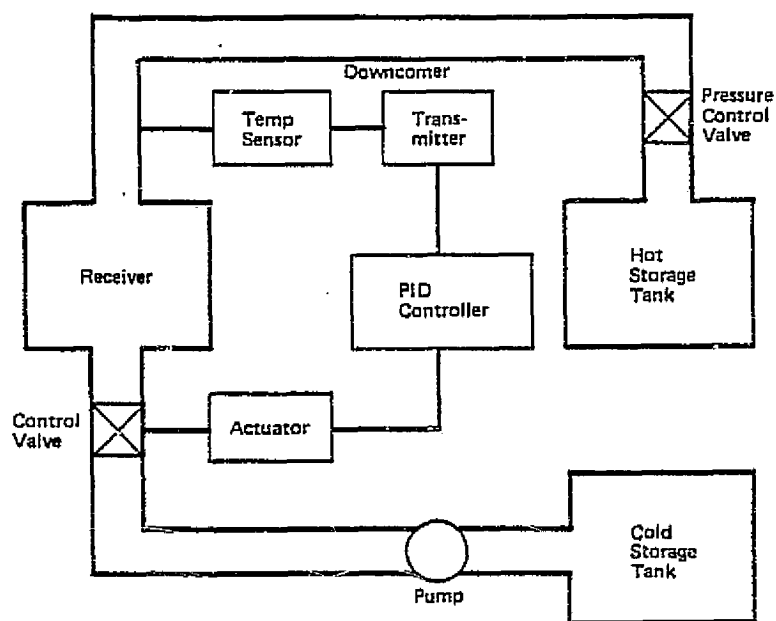 Downcomer
Temp
Sensor
Trans-
mitter
Pressure
Control
Valve
Receiver
PID
Controller
Hot
Storage
Tank
Control
Valve
Actuator
Cold
Storage
Tank
Pump